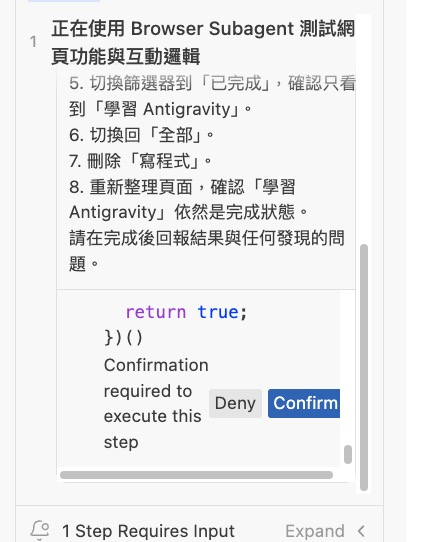 1 正在使用 Browser Subagent 測試網
頁功能與互動邏輯
5. 切換篩選器到「已完成」，確認只看
到「學習 Antigravity」。
6. 切換回「全部」。
7. 刪除「寫程式」。
8. 重新整理頁面，確認「學習
Antigravity」依然是完成狀態。
請在完成後回報結果與任何發現的問
題。
return true;
})()
Confirmation
required to
execute this
step
Deny Confirm
1 Step Requires Input Expand